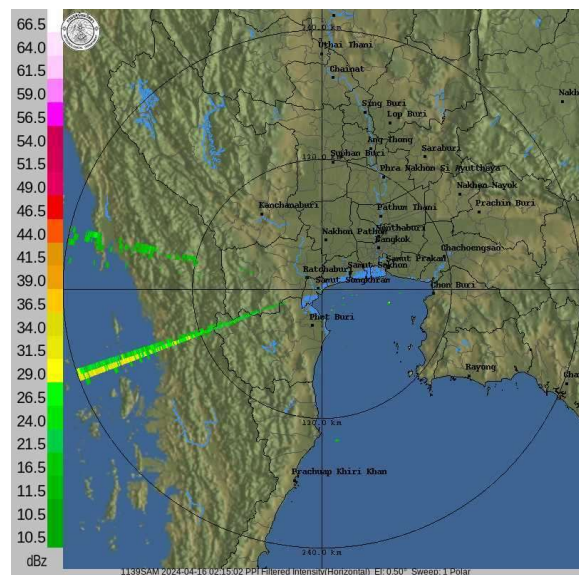 66.5
64.0
61.5
59.0
56.5
54.0
51.5
49.0
46.5
44.0
41.5
39.0
36.5
34.0
31.5
29.0
26.5
24.0
21.5
16.5
11.5
10.5
dBz
Uthai Thani
Chainat
Sing Buri
Lop Buri
Ang Thong
Saraburi
Suphan Buri
Phra Nakhon Si Ayutthaya
Nakhon Nayok
Kanchanaburi
Prachin Buri
Pathum Thani
Nonthaburi
Nakhon Pathom
Bangkok
Chachoengsao
Samut Prakan
Samut Sakhon
Ratchaburi
Samut Songkhram
Chon Buri
Phet Buri
Rayong
Cha
Nakh
110.0 km
Prachuap Khiri Khan
240.0 km
1139SAM 2024-04-16 02:15:02 PPI Filtered Intensity(Horizontal) El: 0.50° Sweep: 1 Polar